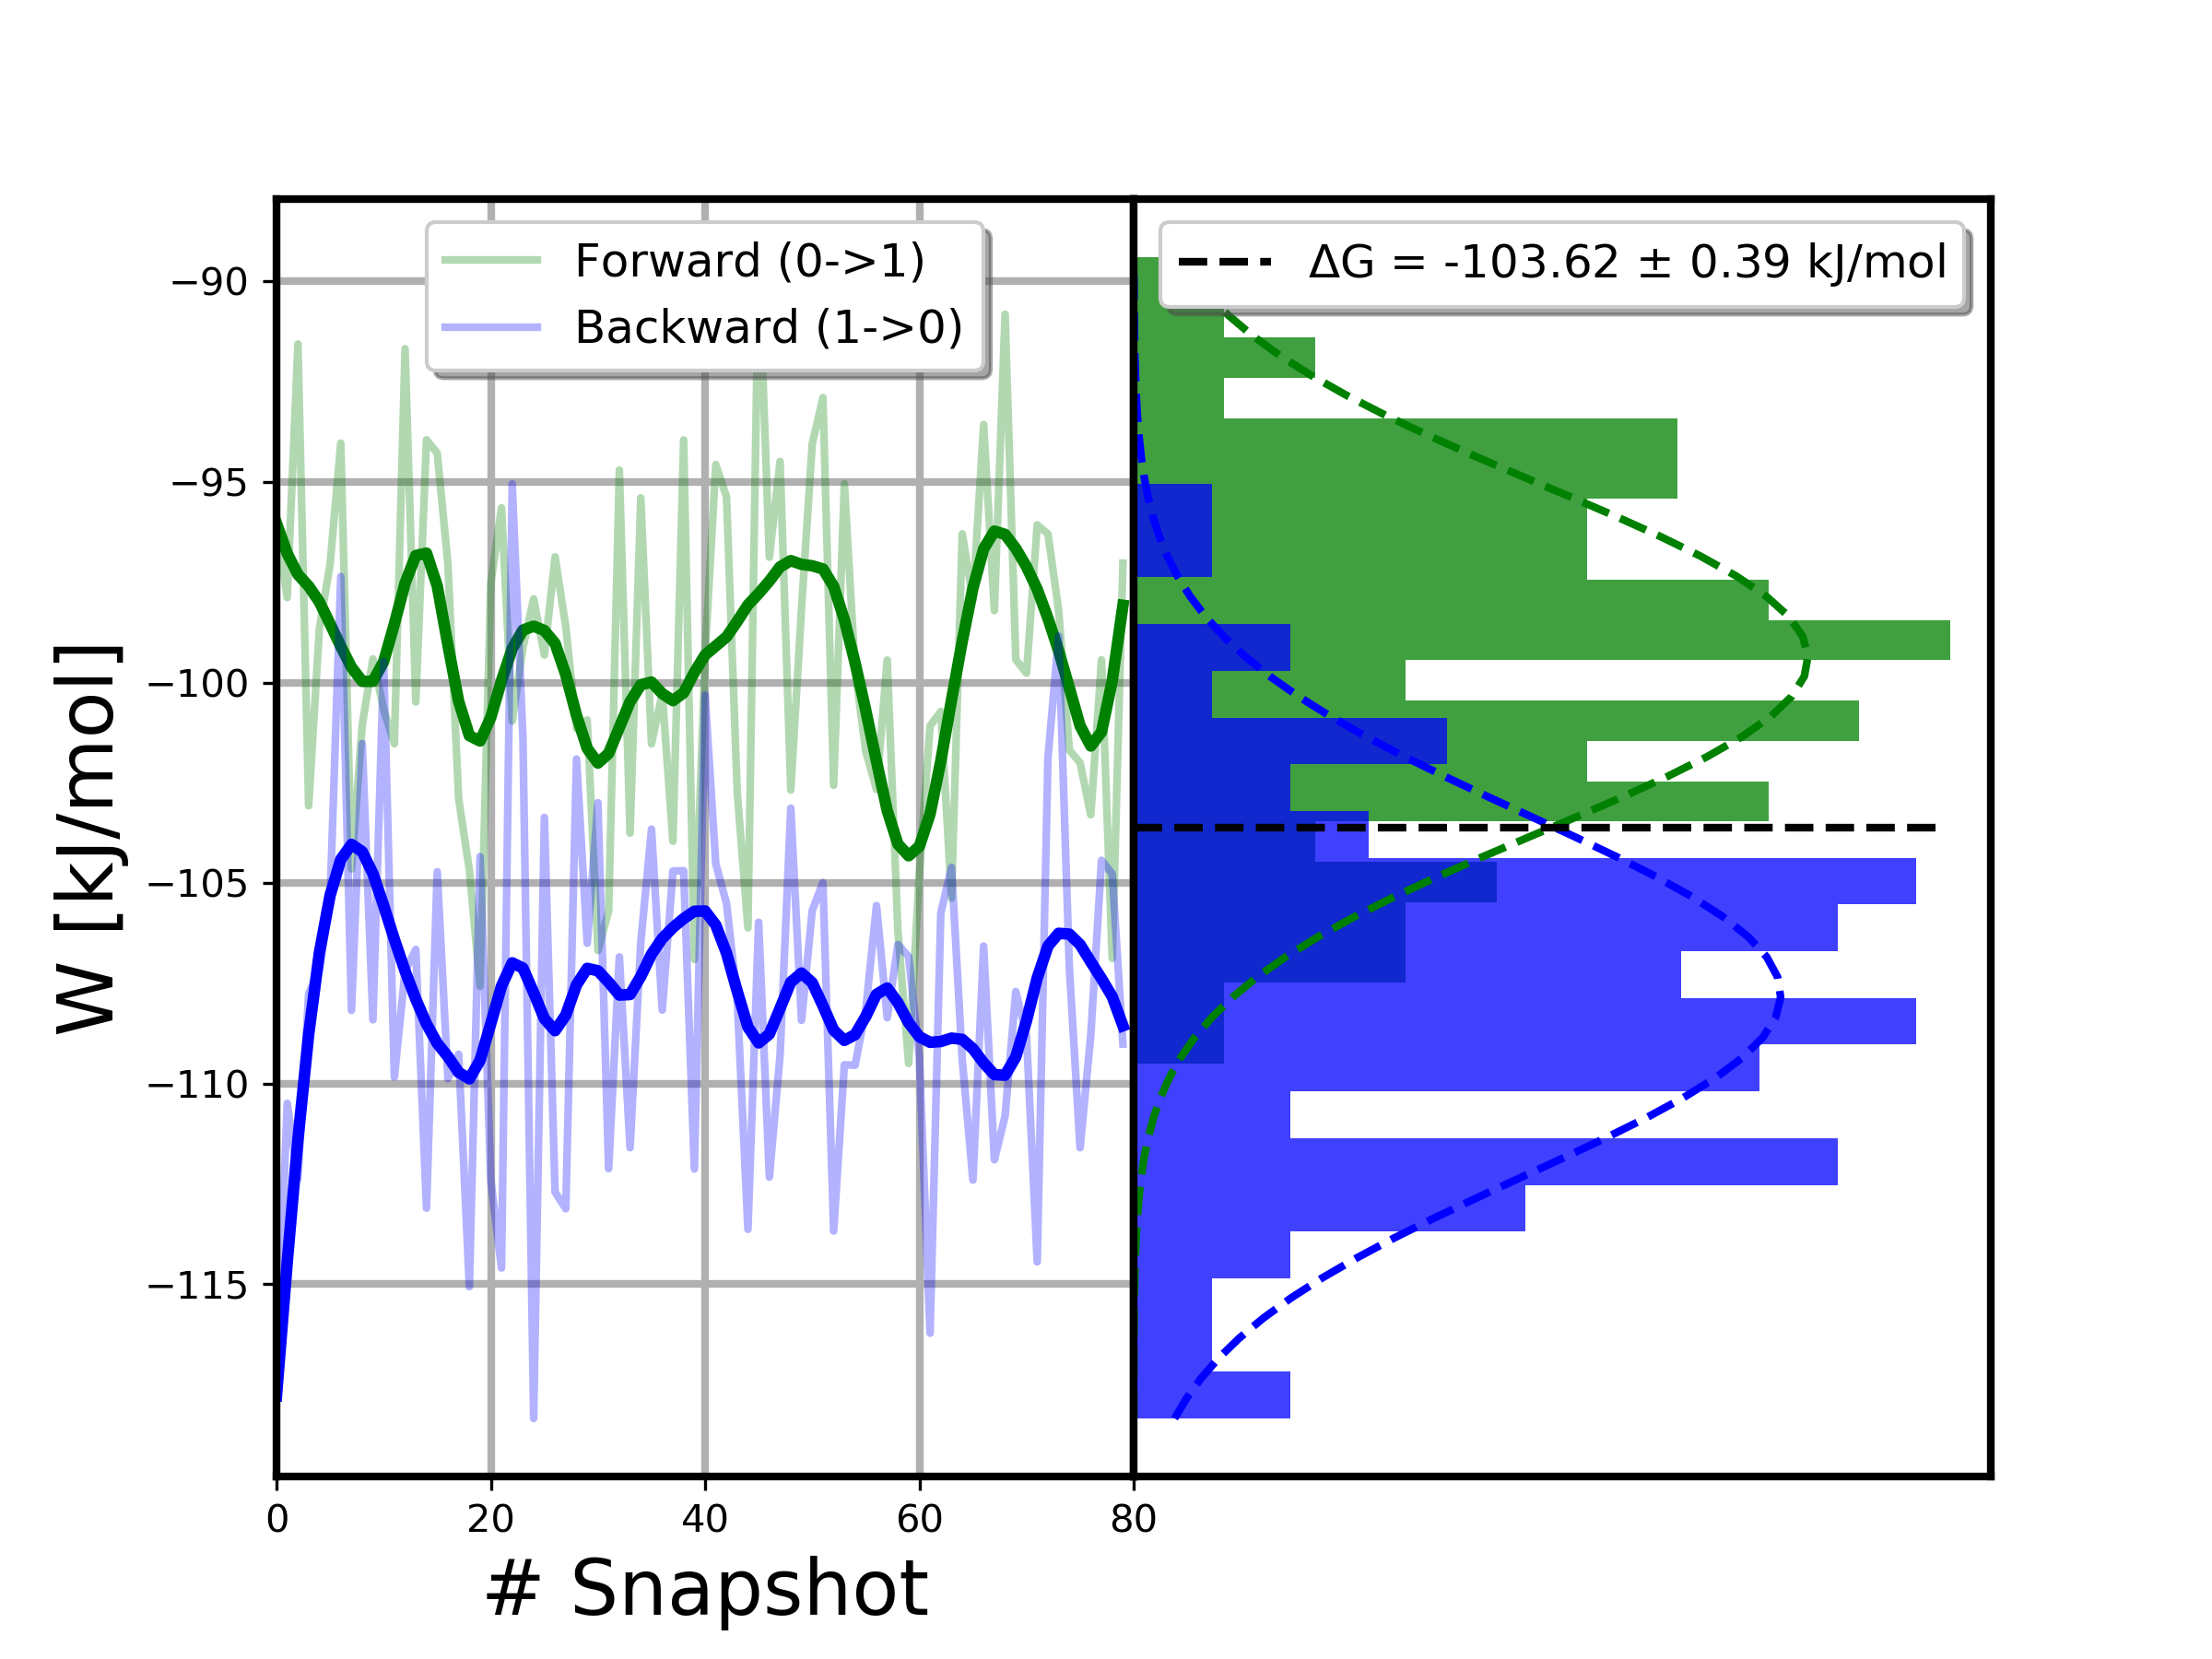 Forward (0->1)
Backward (1->0)
ΔG = -103.62 ± 0.39 kJ/mol
−90
−95
−100
−105
−110
−115
W [kJ/mol]
0 20 40 60 80
# Snapshot